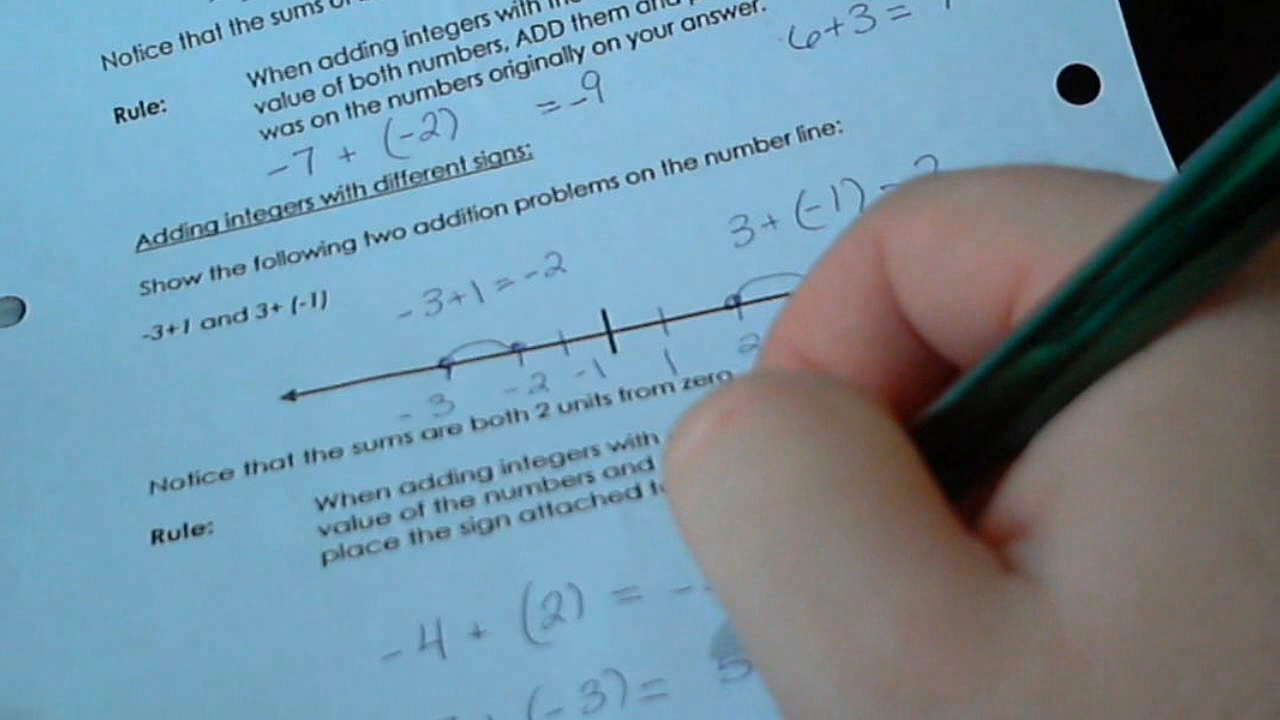 Notice that the sums
When adding integers with
6+3 =
Rule:
value of both numbers, ADD them and
was on the numbers originally on your answer.
-7 + (-2) = -9
Adding integers with different signs:
Show the following two addition problems on the number line:
-3+1 and 3+ (-1)
-3+1 = -2
3+(-1)
-3 -2 -1 1 2
Notice that the sums are both 2 units from zero
When adding integers with
Rule:
value of the numbers and
place the sign attached
-4 + (2) = -
(-3) = 5